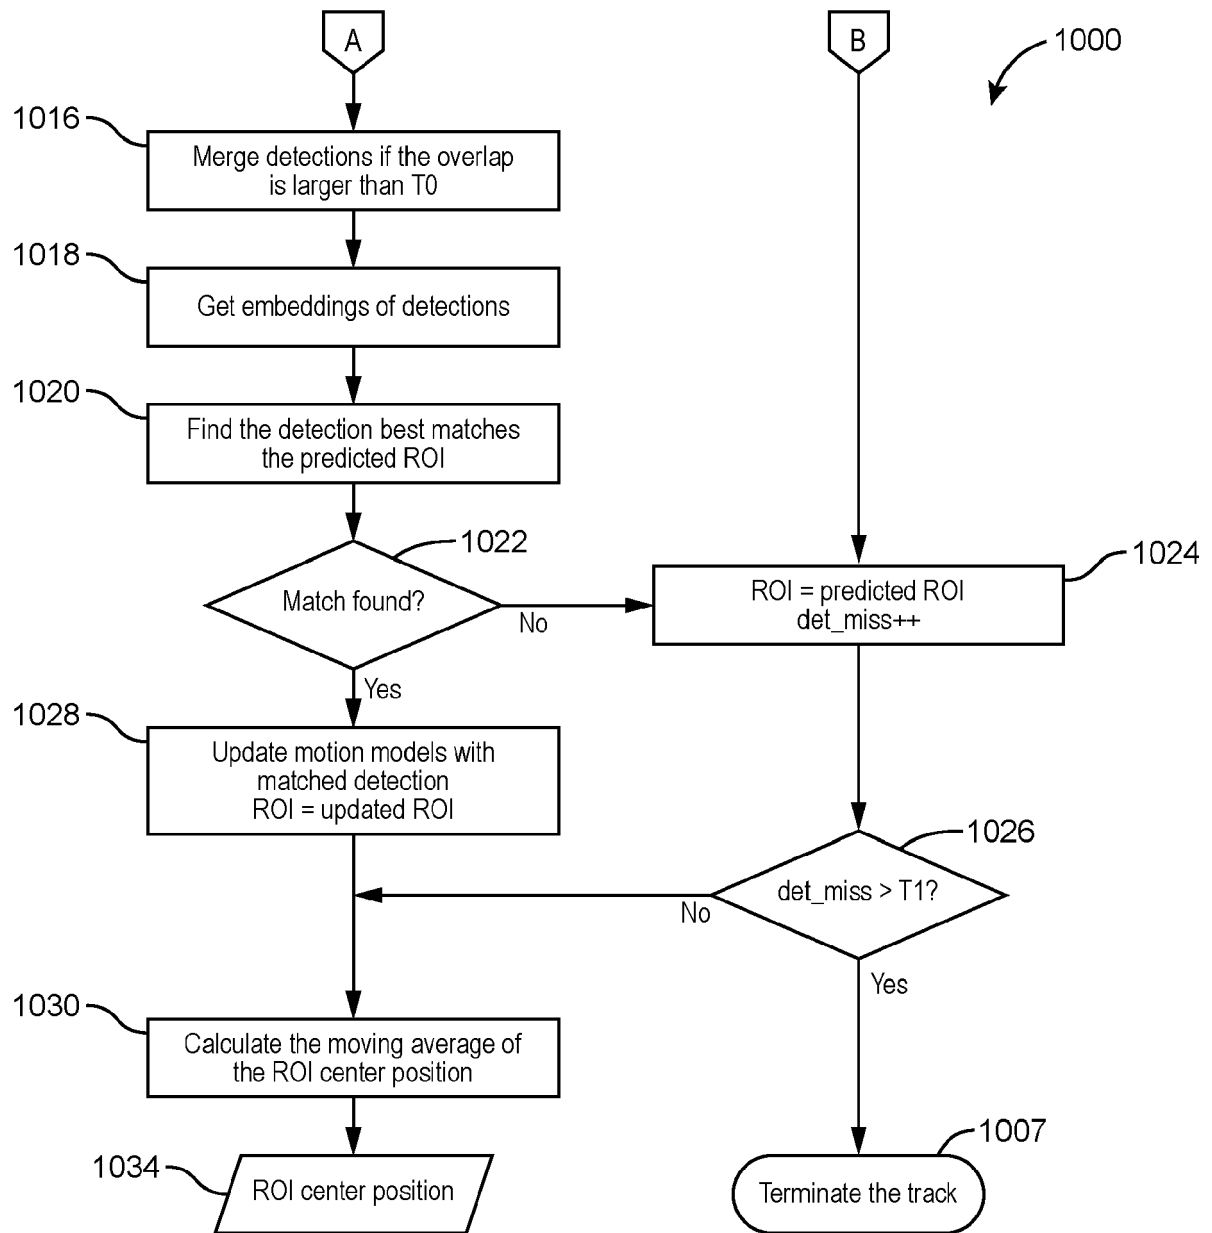 A
B
1000
1016
Merge detections if the overlap
is larger than T0
1018
Get embeddings of detections
1020
Find the detection best matches
the predicted ROI
1022
Match found?
No
Yes
1024
ROI = predicted ROI
det_miss++
1028
Update motion models with
matched detection
ROI = updated ROI
1026
det_miss > T1?
No
Yes
1030
Calculate the moving average of
the ROI center position
1034
ROI center position
1007
Terminate the track